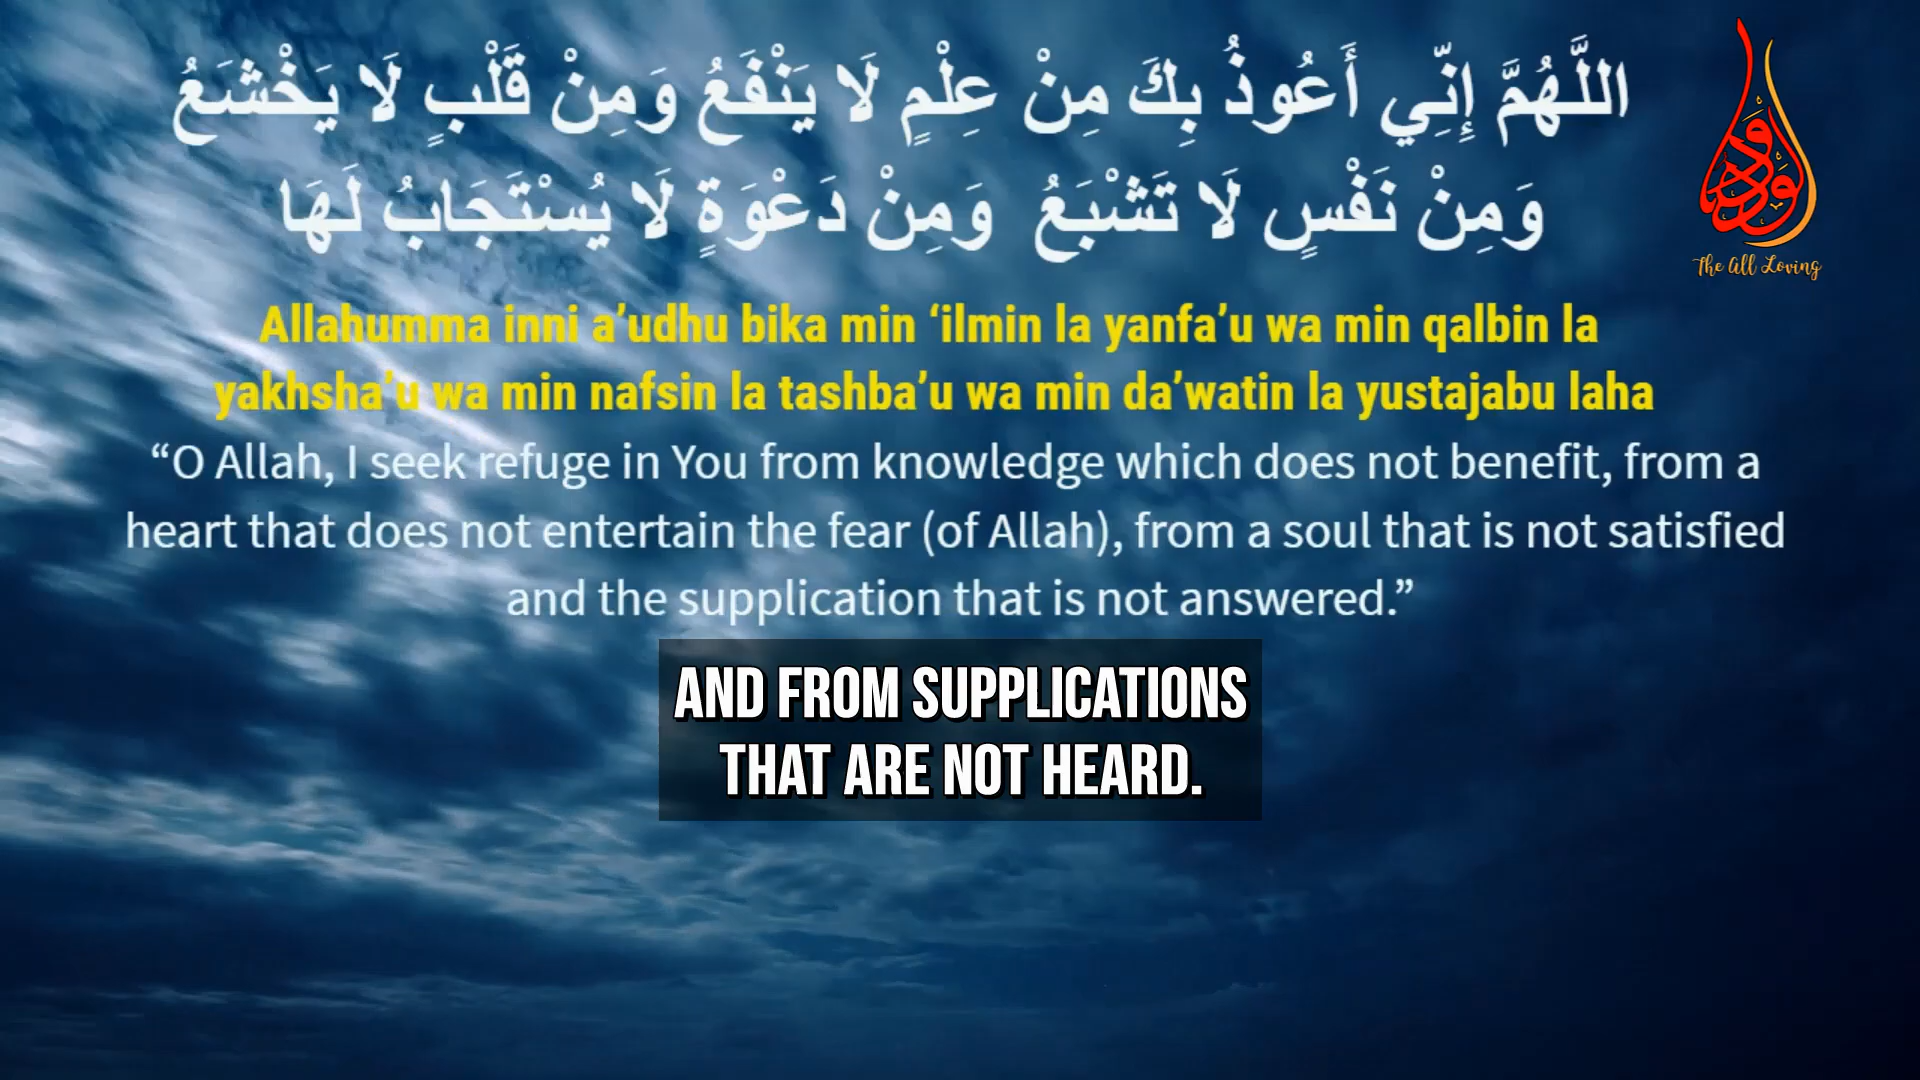 اللَّهُمَّ إِنِّي أَعُوذُ بِكَ مِنْ عِلْمٍ لَا يَنْفَعُ وَمِنْ قَلْبٍ لَا يَخْشَعُ
وَمِنْ نَفْسٍ لَا تَشْبَعُ وَمِنْ دَعْوَةٍ لَا يُسْتَجَابُ لَهَا
الودود
The All Loving
Allahumma inni a’udhu bika min ‘ilmin la yanfa’u wa min qalbin la
yakhsha’u wa min nafsin la tashba’u wa min da’watin la yustajabu laha
“O Allah, I seek refuge in You from knowledge which does not benefit, from a
heart that does not entertain the fear (of Allah), from a soul that is not satisfied
and the supplication that is not answered.”
AND FROM SUPPLICATIONS
THAT ARE NOT HEARD.